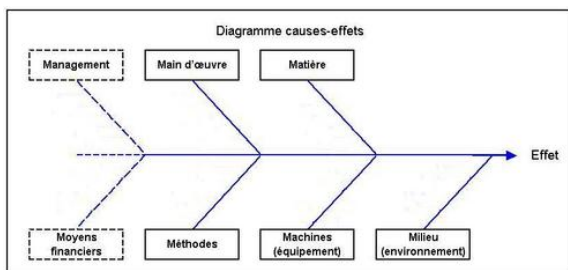 Diagramme causes-effets
Management
Main d'œuvre
Matière
Effet
Moyens
financiers
Méthodes
Machines
(équipement)
Milieu
(environnement)